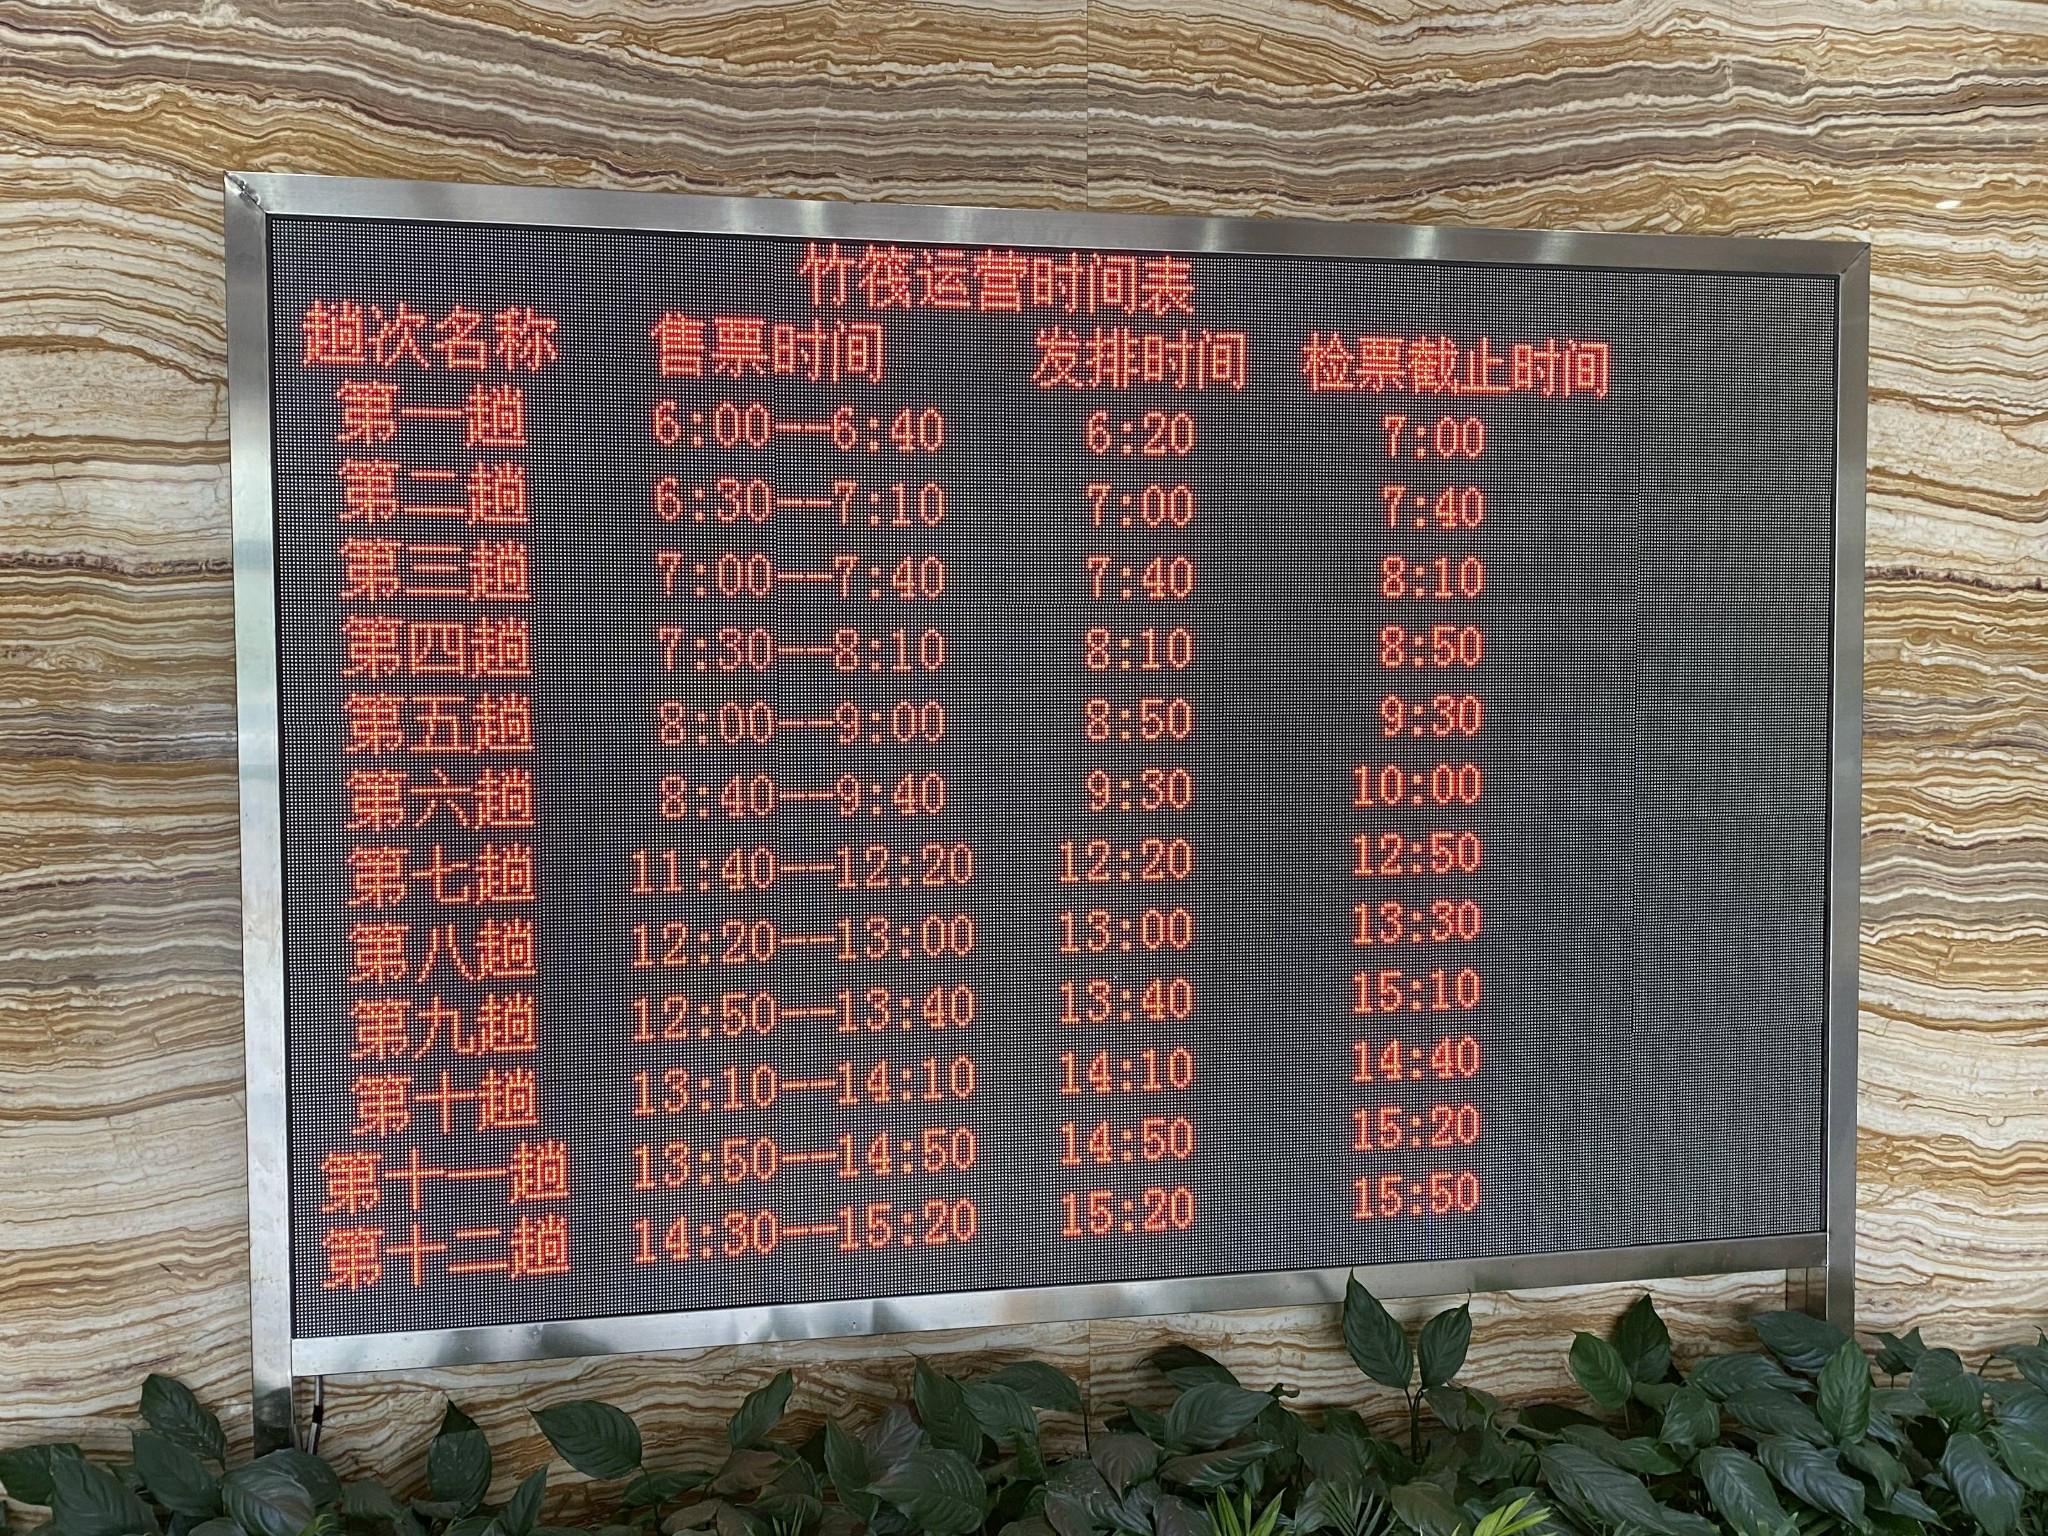 竹筏运营时间表
趟次名称 售票时间 发排时间 检票截止时间
第一趟 6:00—6:40 6:20 7:00
第二趟 6:30—7:10 7:00 7:40
第三趟 7:00—7:40 7:40 8:10
第四趟 7:30—8:10 8:10 8:50
第五趟 8:00—9:00 8:50 9:30
第六趟 8:40—9:40 9:30 10:00
第七趟 11:40—12:20 12:20 12:50
第八趟 12:20—13:00 13:00 13:30
第九趟 12:50—13:40 13:40 15:10
第十趟 13:10—14:10 14:10 14:40
第十一趟 13:50—14:50 14:50 15:20
第十二趟 14:30—15:20 15:20 15:50